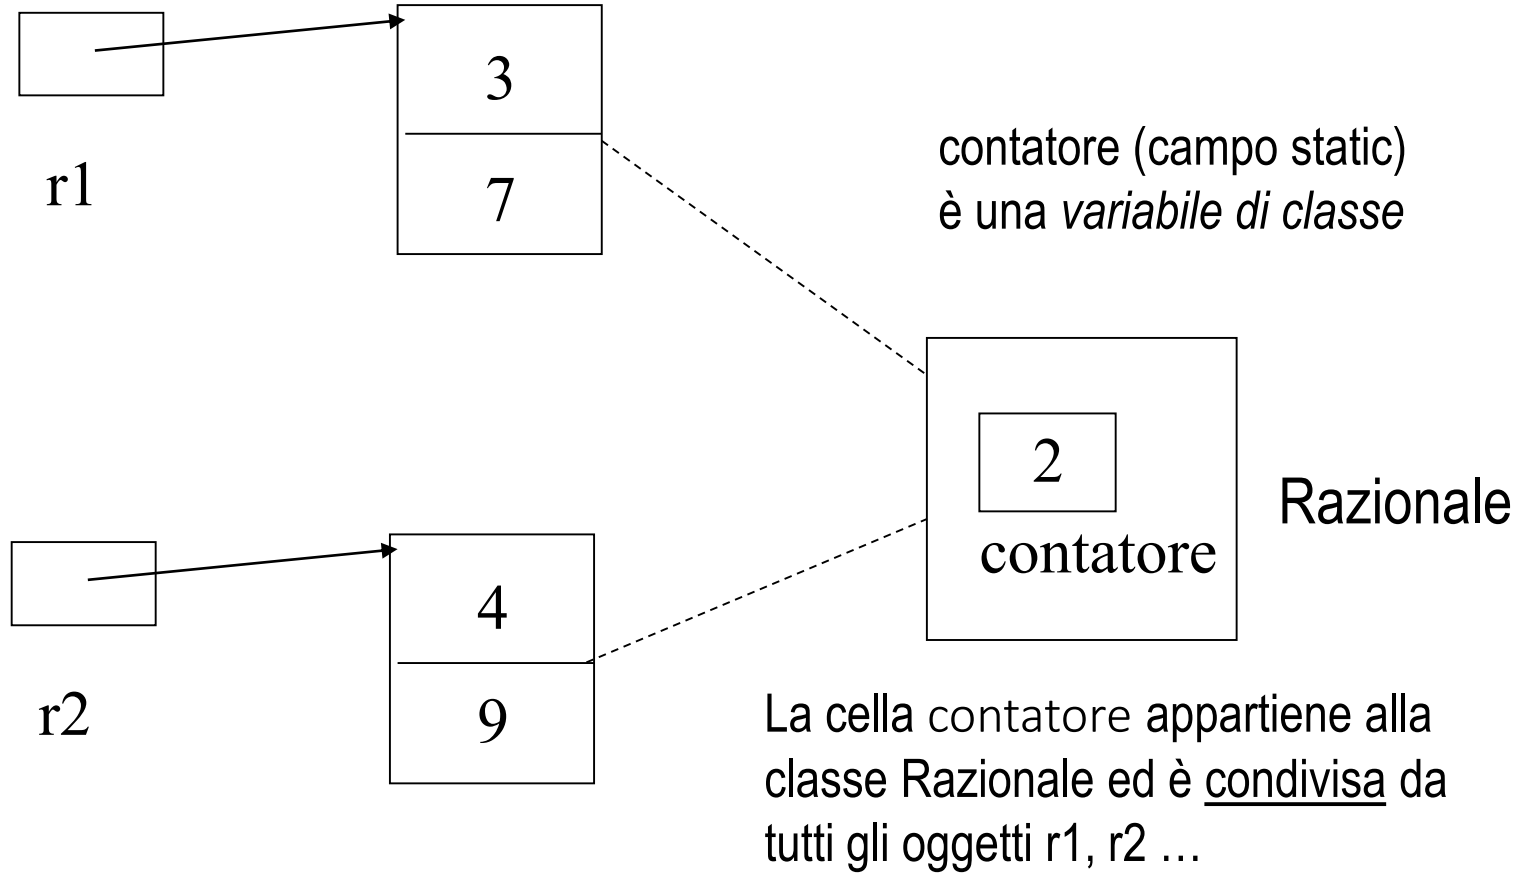 3
7
r1
contatore (campo static)
è una variabile di classe
2
contatore
Razionale
4
9
r2
La cella contatore appartiene alla
classe Razionale ed è condivisa da
tutti gli oggetti r1, r2 …